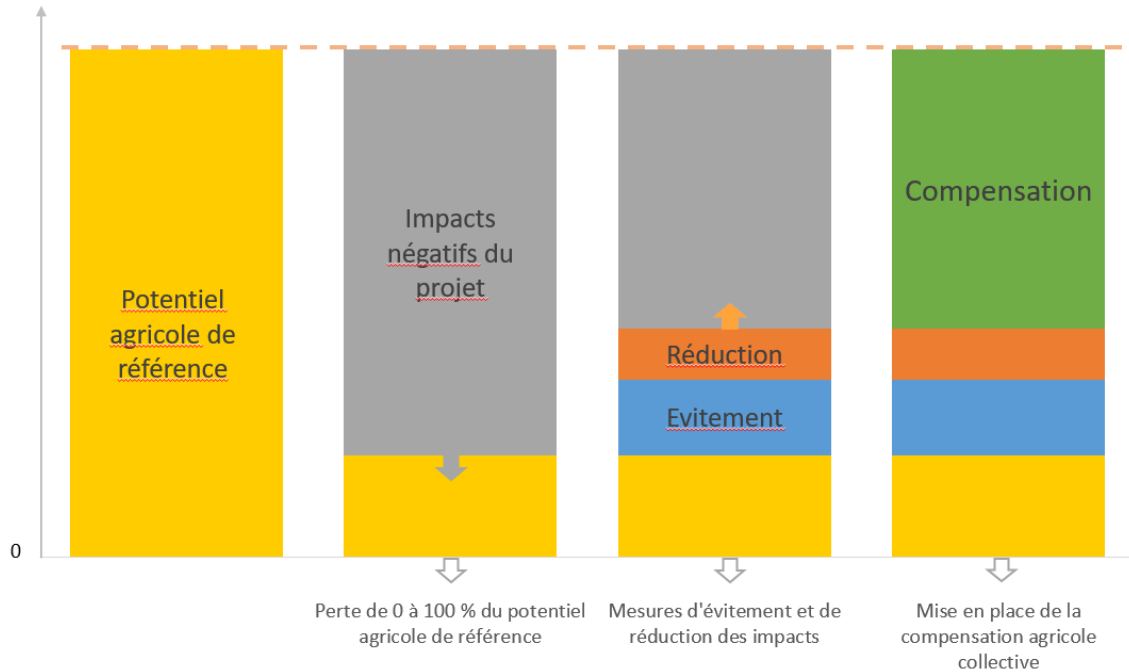 Potentiel
agricole de
référence
Impacts
négatifs du
projet
Réduction
Evitement
Compensation
0
Perte de 0 à 100 % du potentiel
agricole de référence
Mesures d'évitement et de
réduction des impacts
Mise en place de la
compensation agricole
collective